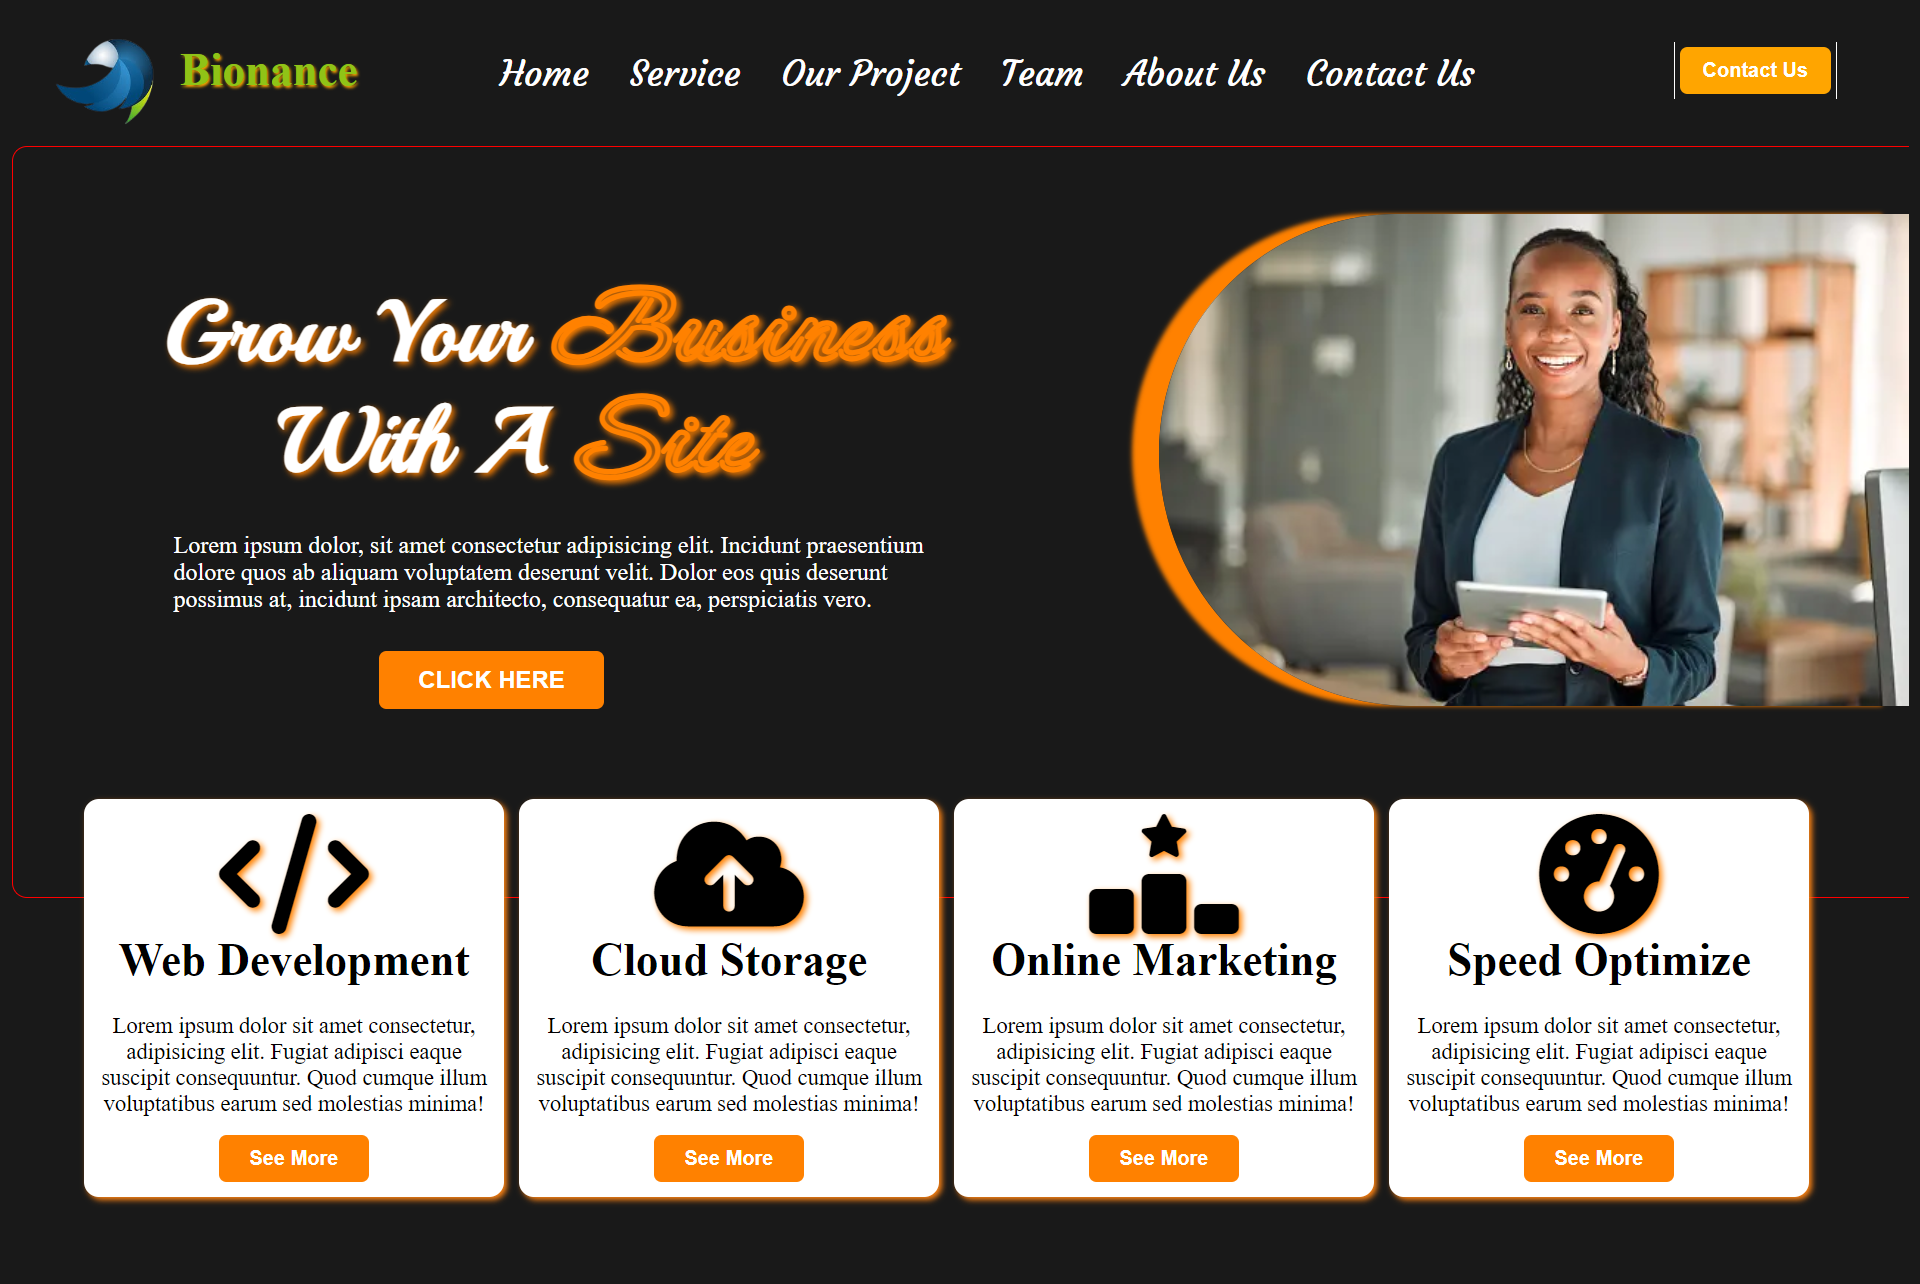 Bionance
Home Service Our Project Team About Us Contact Us
Contact Us
Grow Your Business
With A Site
Lorem ipsum dolor, sit amet consectetur adipisicing elit. Incidunt praesentium
dolore quos ab aliquam voluptatem deserunt velit. Dolor eos quis deserunt
possimus at, incidunt ipsam architecto, consequatur ea, perspiciatis vero.
CLICK HERE
Web Development
Lorem ipsum dolor sit amet consectetur,
adipisicing elit. Fugiat adipisci eaque
suscipit consequuntur. Quod cumque illum
voluptatibus earum sed molestias minima!
See More
Cloud Storage
Lorem ipsum dolor sit amet consectetur,
adipisicing elit. Fugiat adipisci eaque
suscipit consequuntur. Quod cumque illum
voluptatibus earum sed molestias minima!
See More
Online Marketing
Lorem ipsum dolor sit amet consectetur,
adipisicing elit. Fugiat adipisci eaque
suscipit consequuntur. Quod cumque illum
voluptatibus earum sed molestias minima!
See More
Speed Optimize
Lorem ipsum dolor sit amet consectetur,
adipisicing elit. Fugiat adipisci eaque
suscipit consequuntur. Quod cumque illum
voluptatibus earum sed molestias minima!
See More